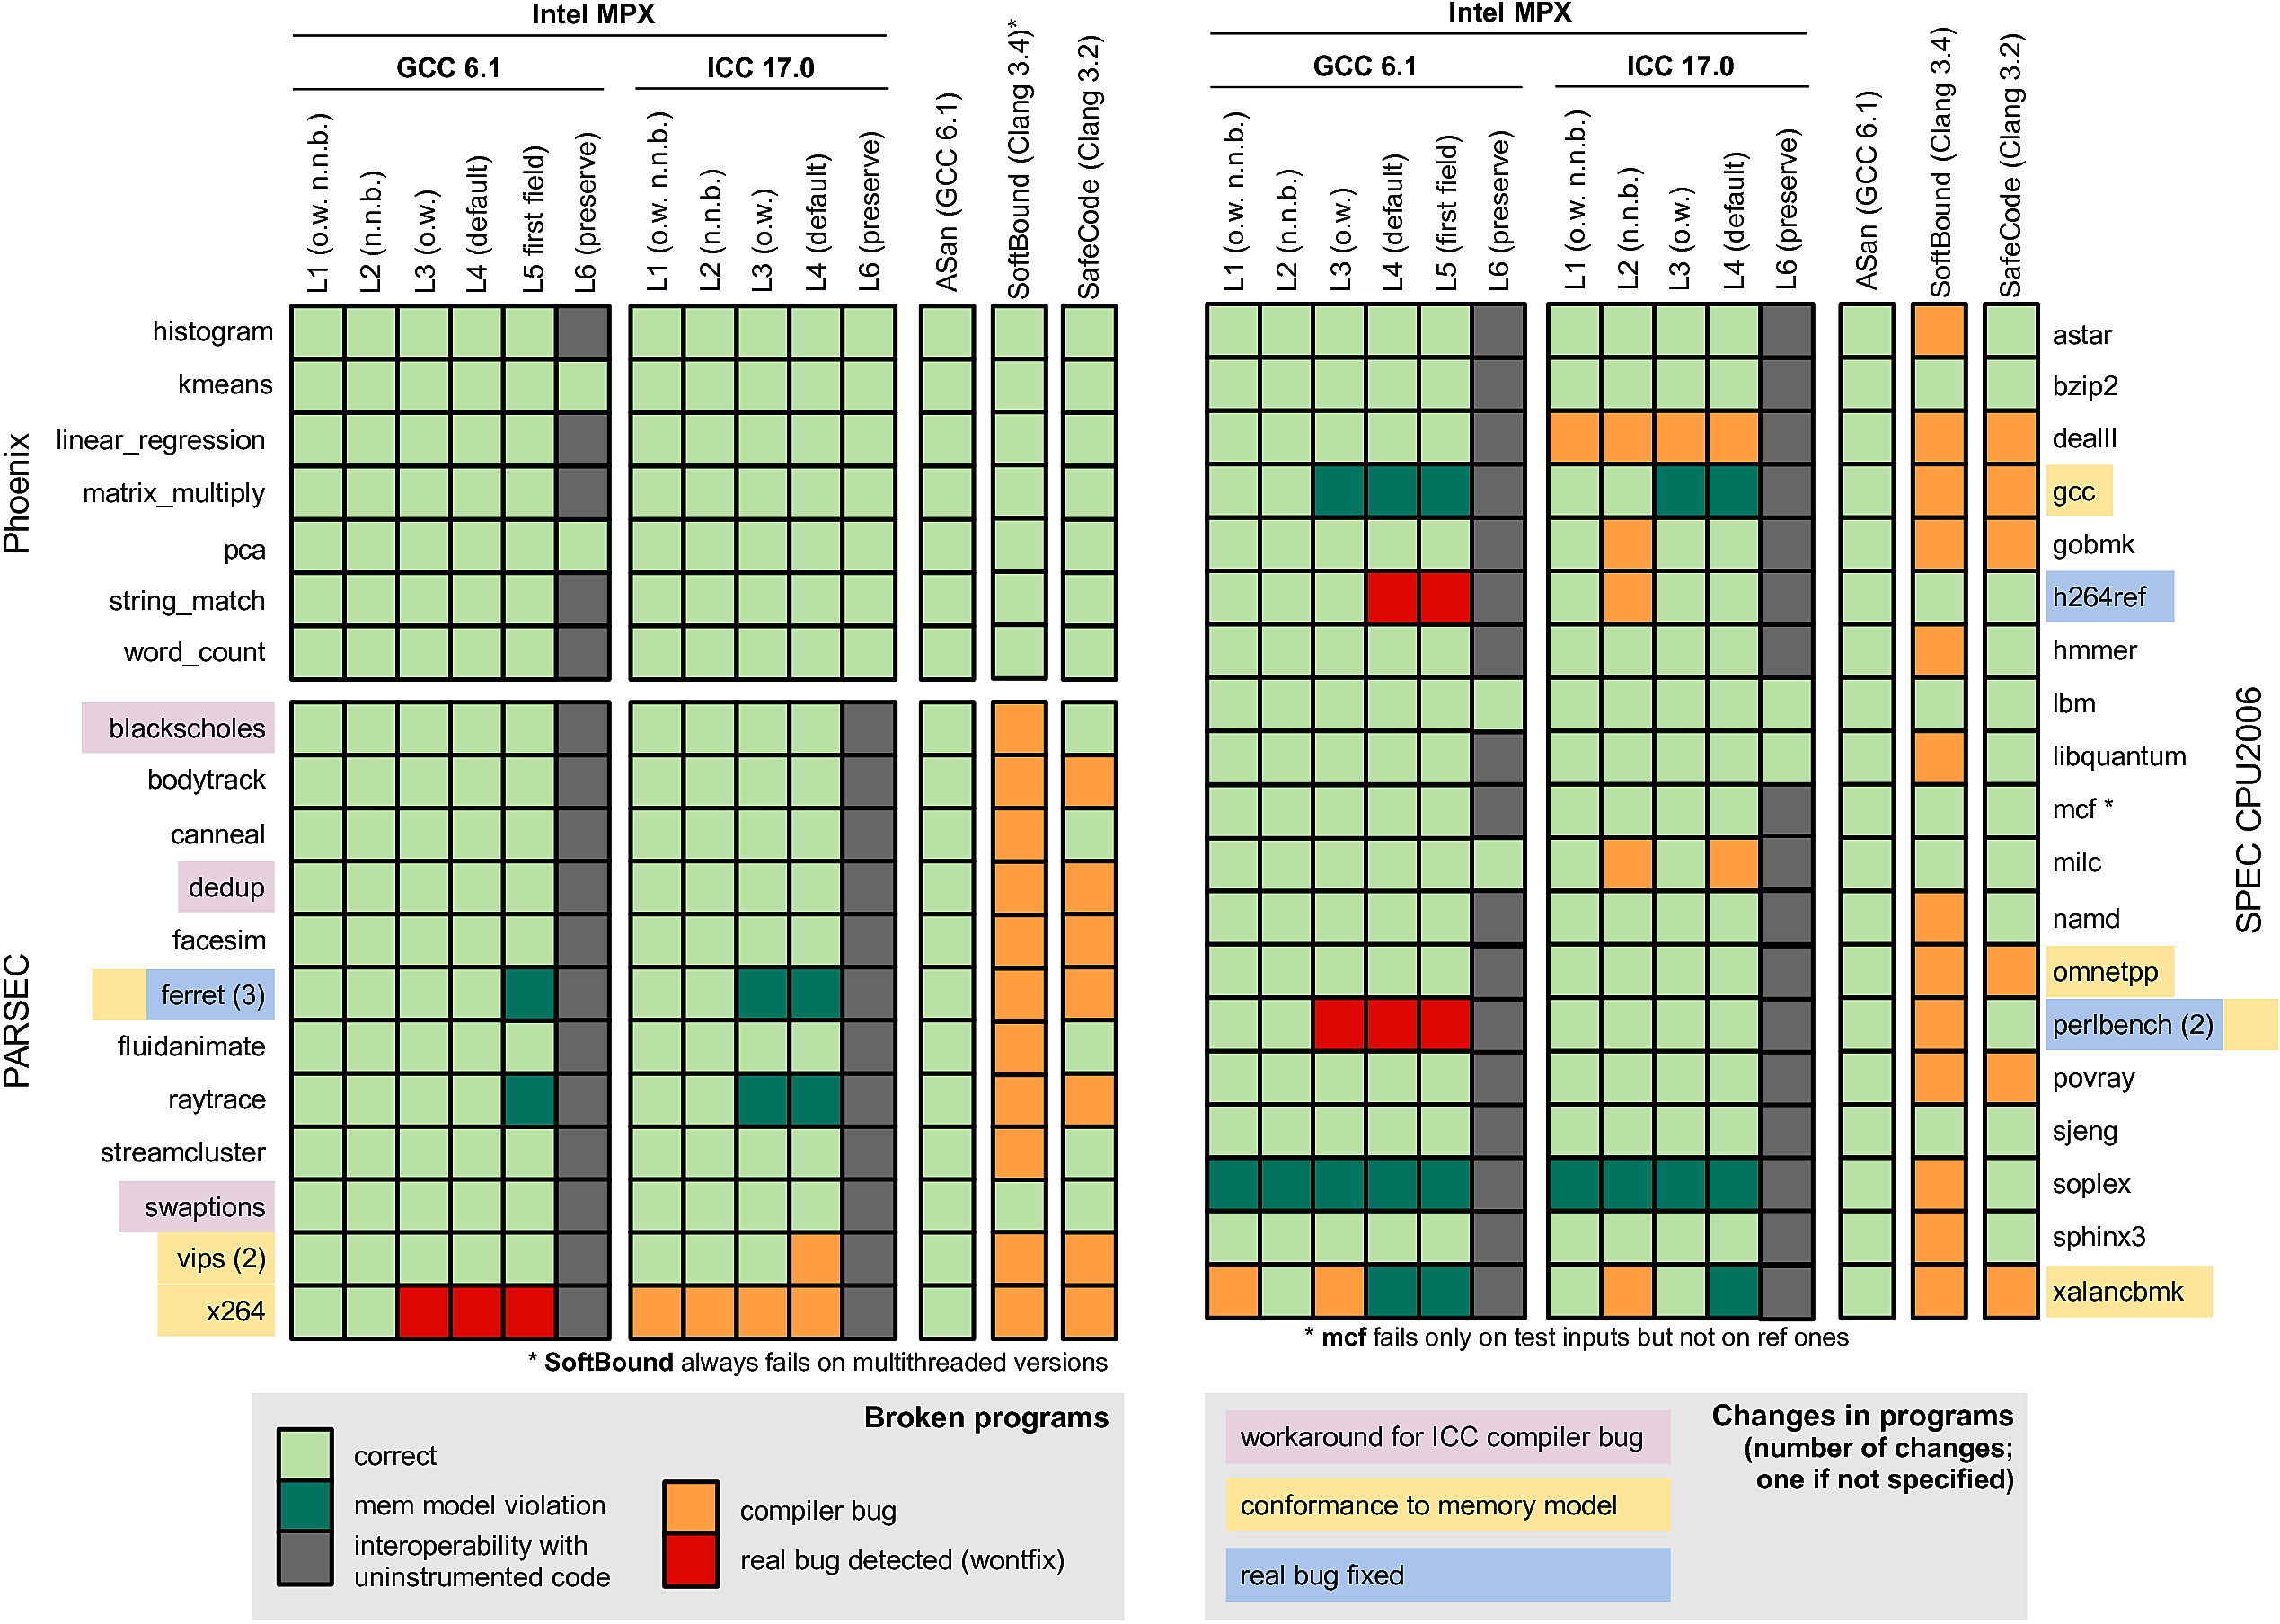 Intel MPX
GCC 6.1
ICC 17.0
L1 (o.w. n.n.b.)
L2 (n.n.b.)
L3 (o.w.)
L4 (default)
L5 first field)
L6 (preserve)
L1 (o.w. n.n.b.)
L2 (n.n.b.)
L3 (o.w.)
L4 (default)
L6 (preserve)
ASan (GCC 6.1)
SoftBound (Clang 3.4)*
SafeCode (Clang 3.2)
Phoenix
histogram
kmeans
linear_regression
matrix_multiply
pca
string_match
word_count
PARSEC
blackscholes
bodytrack
canneal
dedup
facesim
ferret (3)
fluidanimate
raytrace
streamcluster
swaptions
vips (2)
x264
* SoftBound always fails on multithreaded versions
Intel MPX
GCC 6.1
ICC 17.0
L1 (o.w. n.n.b.)
L2 (n.n.b.)
L3 (o.w.)
L4 (default)
L5 (first field)
L6 (preserve)
L1 (o.w. n.n.b.)
L2 (n.n.b.)
L3 (o.w.)
L4 (default)
L6 (preserve)
ASan (GCC 6.1)
SoftBound (Clang 3.4)
SafeCode (Clang 3.2)
astar
bzip2
dealII
gcc
gobmk
h264ref
hmmer
lbm
libquantum
mcf *
milc
namd
omnetpp
perlbench (2)
povray
sjeng
soplex
sphinx3
xalancbmk
SPEC CPU2006
* mcf fails only on test inputs but not on ref ones
Broken programs
correct
mem model violation
interoperability with
uninstrumented code
compiler bug
real bug detected (wontfix)
Changes in programs
(number of changes;
one if not specified)
workaround for ICC compiler bug
conformance to memory model
real bug fixed